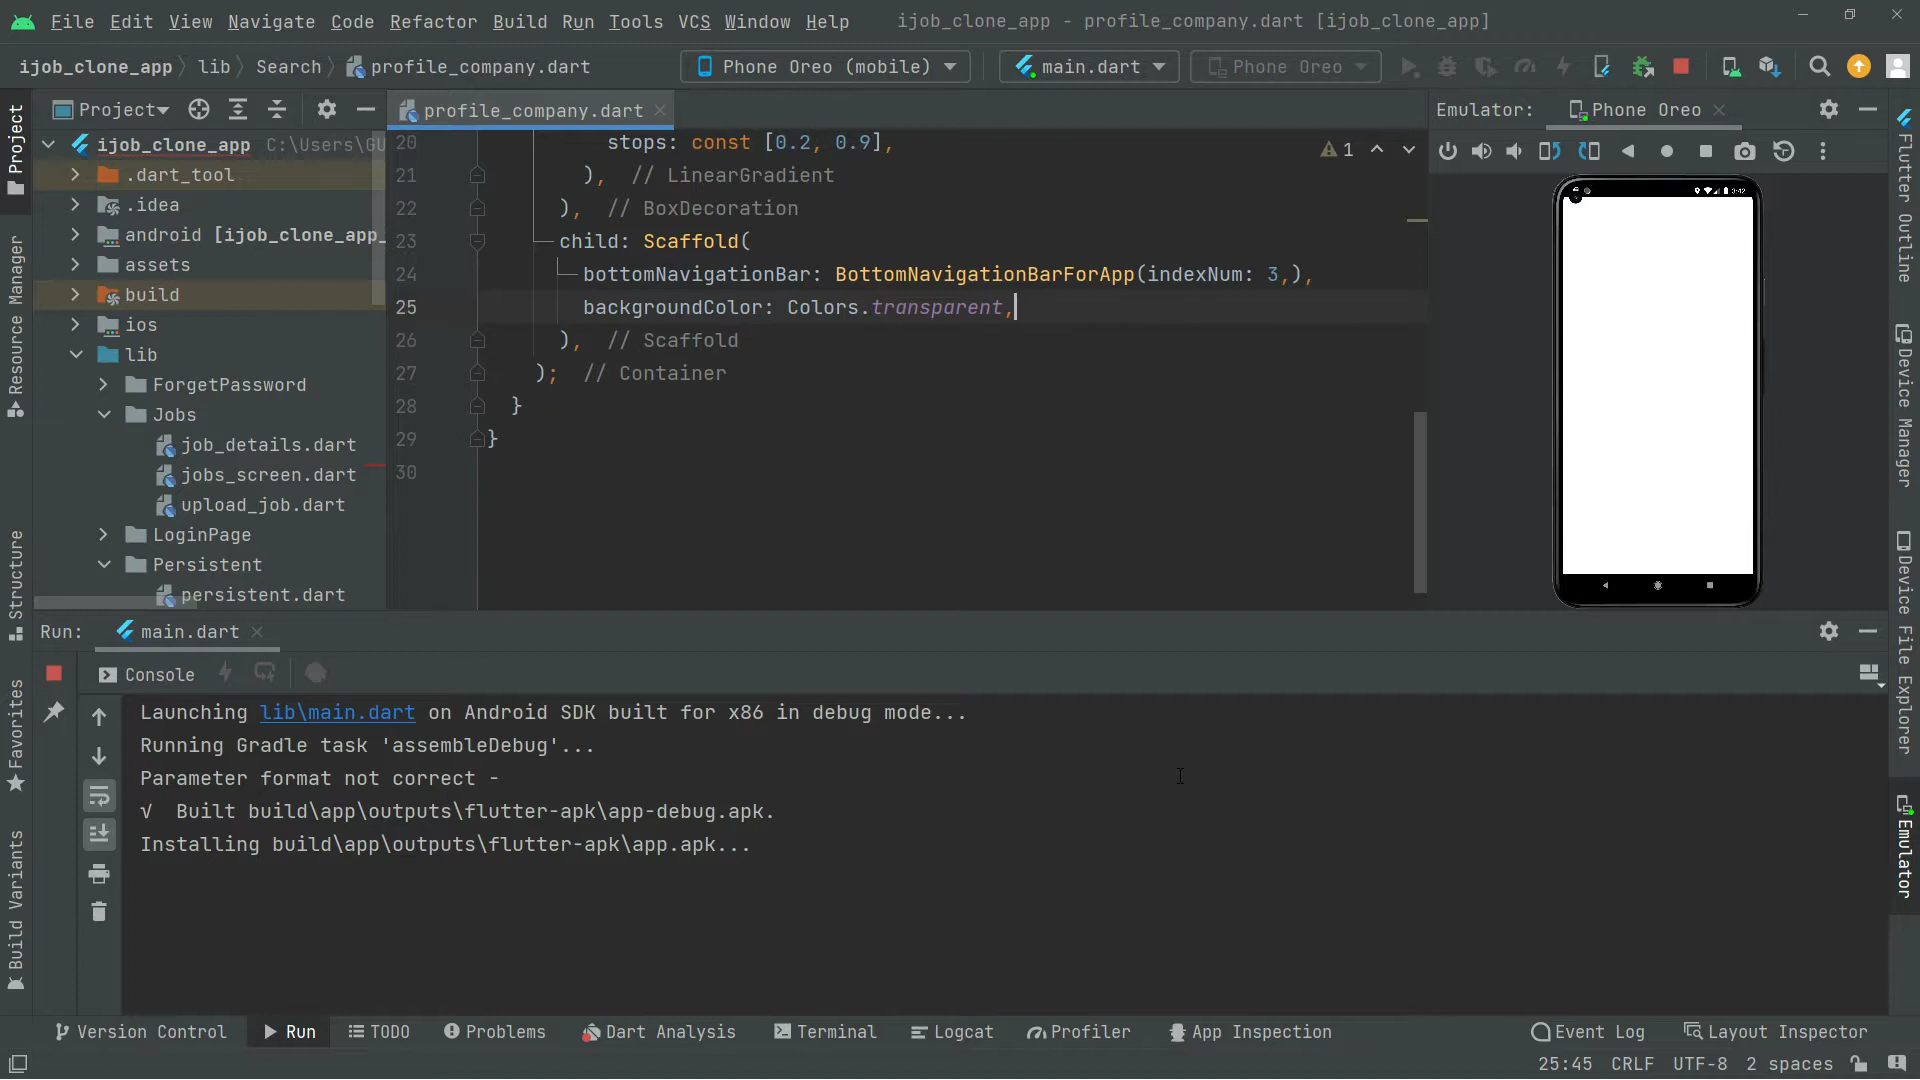 File Edit View Navigate Code Refactor Build Run Tools VCS Window Help ijob_clone_app - profile_company.dart [ijob_clone_app]
ijob_clone_app lib Search profile_company.dart Phone Oreo (mobile) main.dart Phone Oreo
Project profile_company.dart Emulator: Phone Oreo
ijob_clone_app C:\Users\GU
.dart_tool
.idea
android [ijob_clone_app_
assets
build
ios
lib
ForgetPassword
Jobs
job_details.dart
jobs_screen.dart
upload_job.dart
LoginPage
Persistent
persistent.dart
20 stops: const [0.2, 0.9],
21 ), // LinearGradient
22 ), // BoxDecoration
23 child: Scaffold(
24 bottomNavigationBar: BottomNavigationBarForApp(indexNum: 3,),
25 backgroundColor: Colors.transparent,
26 ), // Scaffold
27 ); // Container
28 }
29 }
30
1
3:42
Project
Resource Manager
Structure
Favorites
Build Variants
Flutter Outline
Device Manager
Device File Explorer
Emulator
Run: main.dart
Console
Launching lib\main.dart on Android SDK built for x86 in debug mode...
Running Gradle task 'assembleDebug'...
Parameter format not correct -
√ Built build\app\outputs\flutter-apk\app-debug.apk.
Installing build\app\outputs\flutter-apk\app.apk...
Version Control Run TODO Problems Dart Analysis Terminal Logcat Profiler App Inspection Event Log Layout Inspector
25:45 CRLF UTF-8 2 spaces